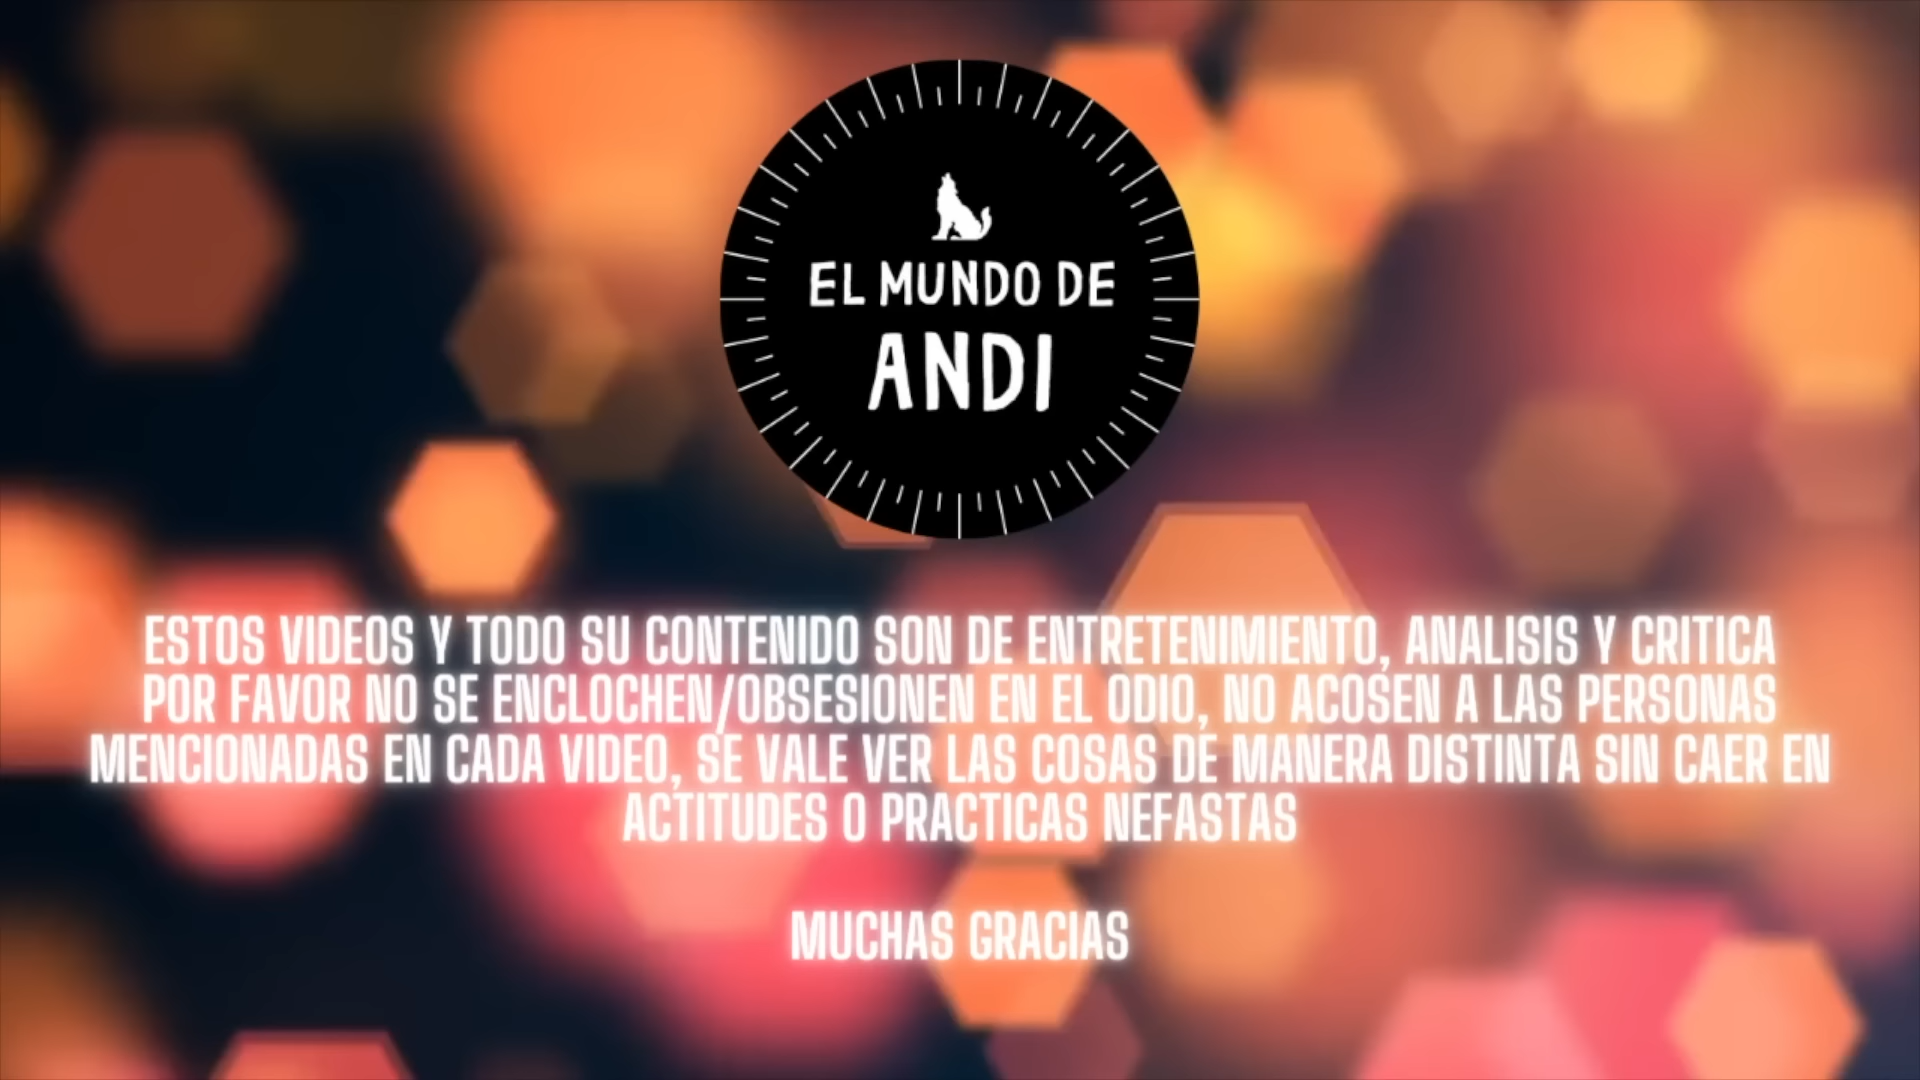 EL MUNDO DE
ANDI
ESTOS VIDEOS Y TODO SU CONTENIDO SON DE ENTRETENIMIENTO, ANALISIS Y CRITICA
POR FAVOR NO SE ENCLOCHEN/OBSESIONEN EN EL ODIO, NO ACOSEN A LAS PERSONAS
MENCIONADAS EN CADA VIDEO, SE VALE VER LAS COSAS DE MANERA DISTINTA SIN CAER EN
ACTITUDES O PRACTICAS NEFASTAS
MUCHAS GRACIAS